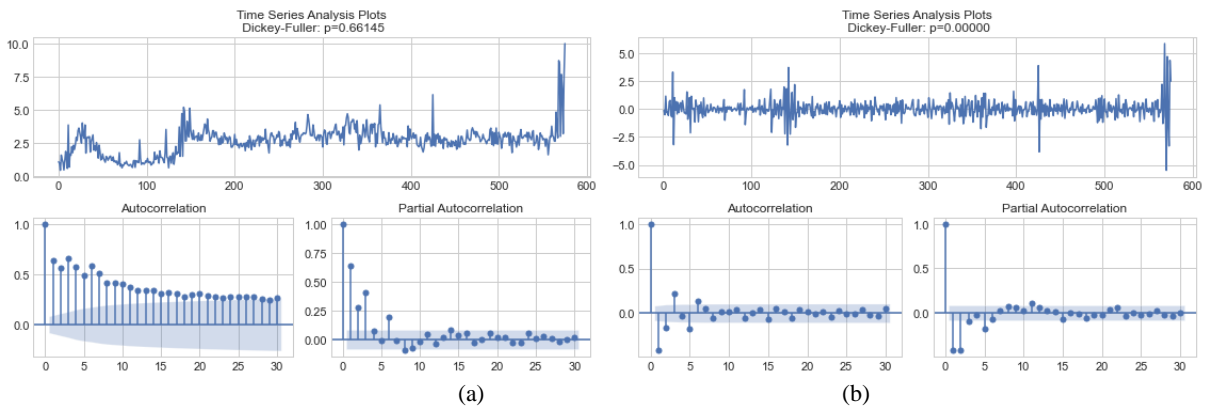 Time Series Analysis Plots
Dickey-Fuller: p=0.66145
10.0
7.5
5.0
2.5
0.0
0 100 200 300 400 500 600
Autocorrelation
1.0
0.5
0.0
0 5 10 15 20 25 30
Partial Autocorrelation
1.00
0.75
0.50
0.25
0.00
0 5 10 15 20 25 30
(a)
Time Series Analysis Plots
Dickey-Fuller: p=0.00000
5.0
2.5
0.0
−2.5
−5.0
0 100 200 300 400 500 600
Autocorrelation
1.0
0.5
0.0
0 5 10 15 20 25 30
Partial Autocorrelation
1.0
0.5
0.0
0 5 10 15 20 25 30
(b)